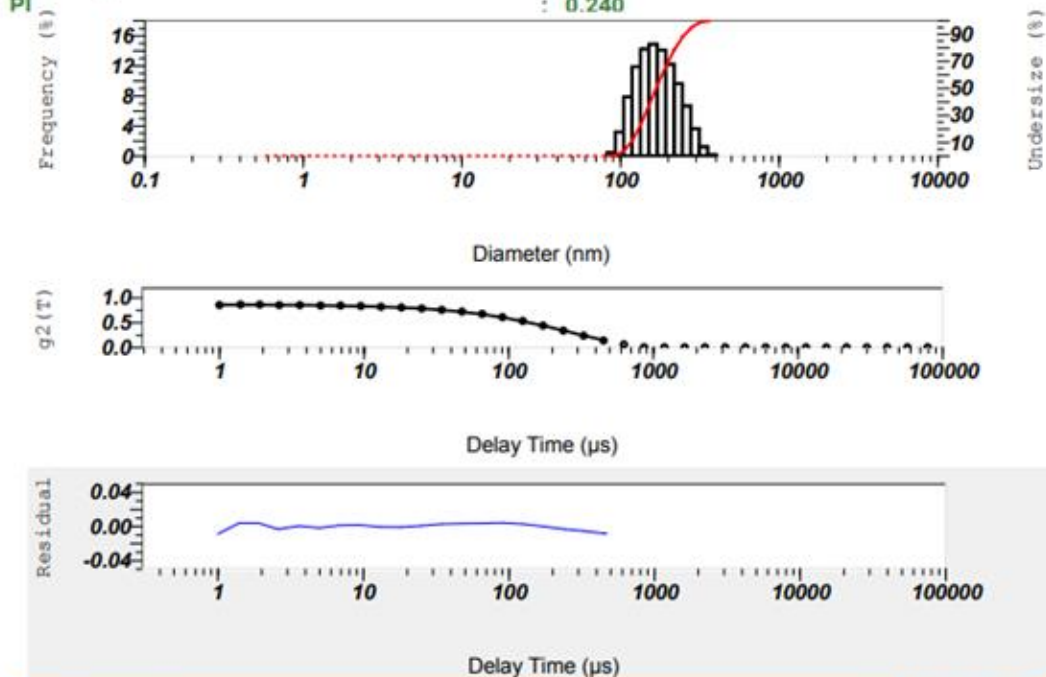 PI : 0.240
Frequency (%)
16
12
8
4
0
90
70
50
30
10
Undersize (%)
0.1 1 10 100 1000 10000
Diameter (nm)
g2(T)
1.0
0.5
0.0
1 10 100 1000 10000 100000
Delay Time (µs)
Residual
0.04
0.00
-0.04
1 10 100 1000 10000 100000
Delay Time (µs)